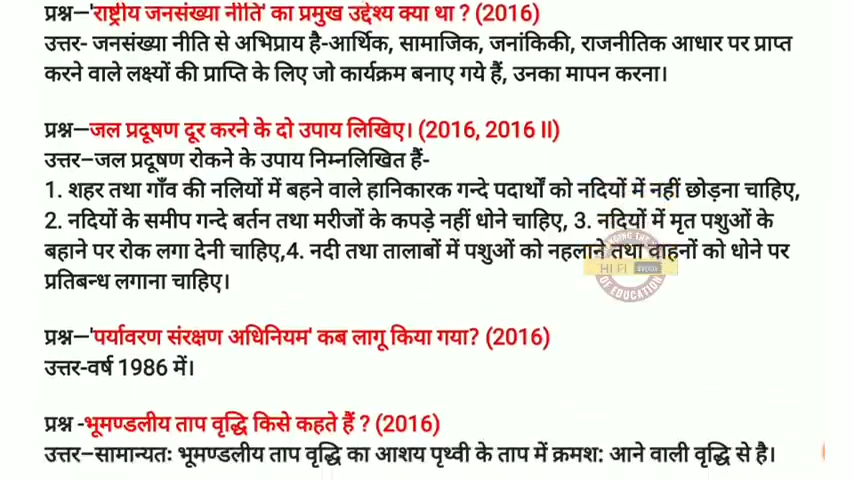 प्रश्न—'राष्ट्रीय जनसंख्या नीति' का प्रमुख उद्देश्य क्या था ? (2016)
उत्तर- जनसंख्या नीति से अभिप्राय है-आर्थिक, सामाजिक, जनांकिकी, राजनीतिक आधार पर प्राप्त
करने वाले लक्ष्यों की प्राप्ति के लिए जो कार्यक्रम बनाए गये हैं, उनका मापन करना।
प्रश्न—जल प्रदूषण दूर करने के दो उपाय लिखिए। (2016, 2016 II)
उत्तर–जल प्रदूषण रोकने के उपाय निम्नलिखित हैं-
1. शहर तथा गाँव की नलियों में बहने वाले हानिकारक गन्दे पदार्थों को नदियों में नहीं छोड़ना चाहिए,
2. नदियों के समीप गन्दे बर्तन तथा मरीजों के कपड़े नहीं धोने चाहिए, 3. नदियों में मृत पशुओं के
बहाने पर रोक लगा देनी चाहिए,4. नदी तथा तालाबों में पशुओं को नहलाने तथा वाहनों को धोने पर
प्रतिबन्ध लगाना चाहिए।
HI FI
OF EDUCATION
प्रश्न—'पर्यावरण संरक्षण अधिनियम' कब लागू किया गया? (2016)
उत्तर-वर्ष 1986 में।
प्रश्न -भूमण्डलीय ताप वृद्धि किसे कहते हैं ? (2016)
उत्तर–सामान्यतः भूमण्डलीय ताप वृद्धि का आशय पृथ्वी के ताप में क्रमश: आने वाली वृद्धि से है।